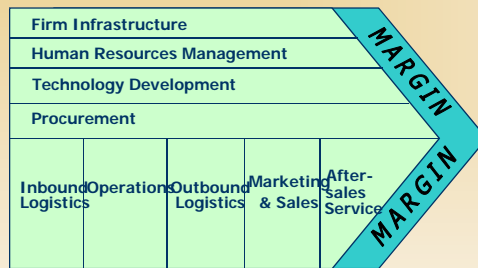 Firm Infrastructure
Human Resources Management
Technology Development
Procurement
MARGIN
Inbound
Logistics
Operations
Outbound
Logistics
Marketing
& Sales
After-
sales
Service
MARGIN